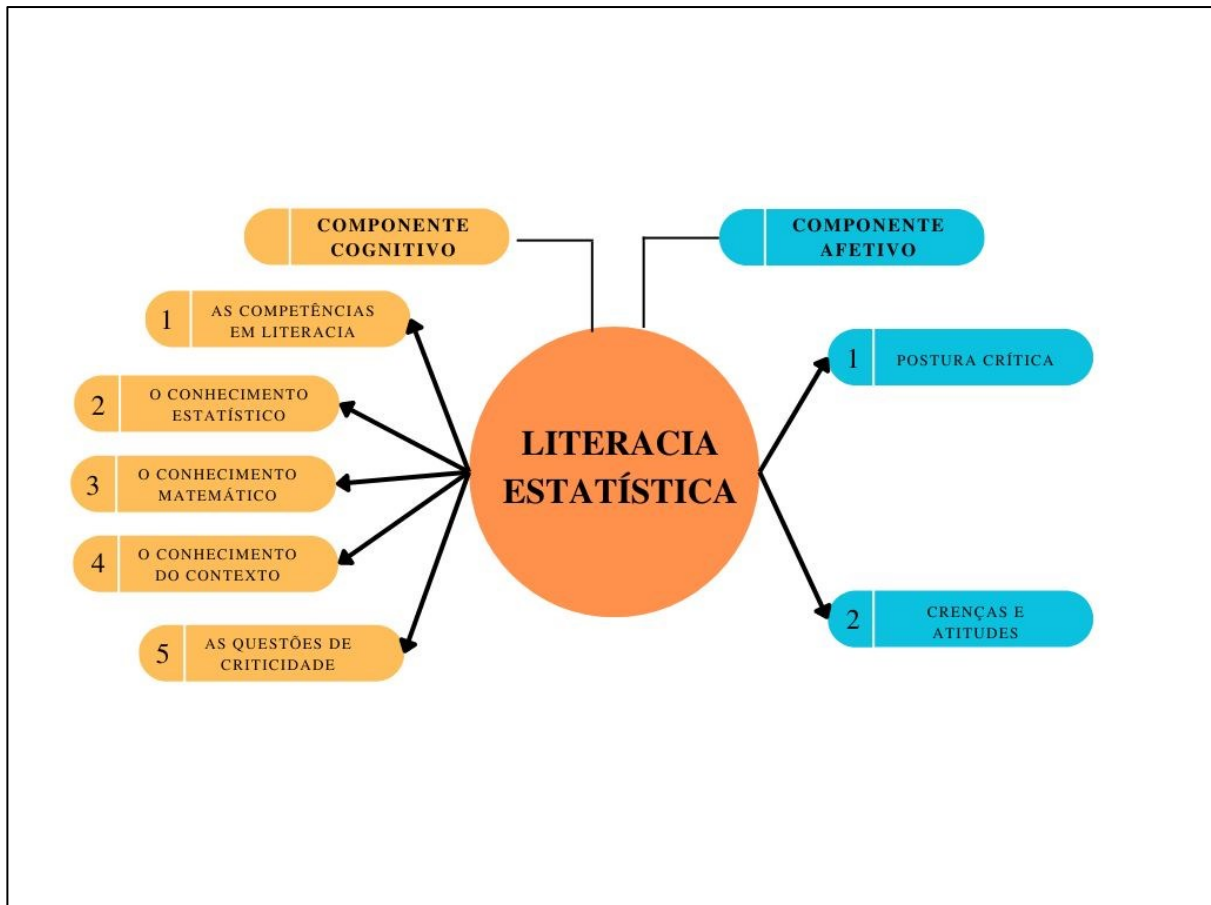 COMPONENTE
COGNITIVO
1
AS COMPETÊNCIAS
EM LITERACIA
2
O CONHECIMENTO
ESTATÍSTICO
3
O CONHECIMENTO
MATEMÁTICO
4
O CONHECIMENTO
DO CONTEXTO
5
AS QUESTÕES DE
CRITICIDADE
LITERACIA
ESTATÍSTICA
COMPONENTE
AFETIVO
1
POSTURA CRÍTICA
2
CRENÇAS E
ATITUDES